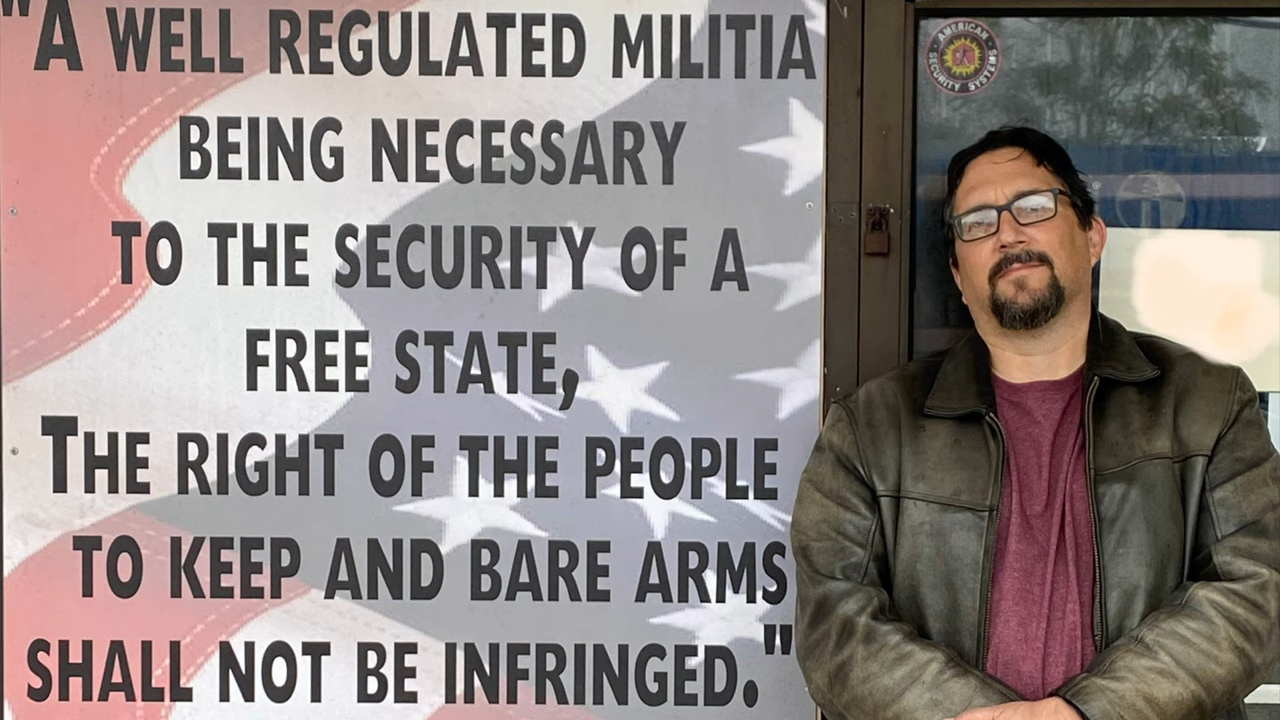 "A WELL REGULATED MILITIA
BEING NECESSARY
TO THE SECURITY OF A
FREE STATE,
THE RIGHT OF THE PEOPLE
TO KEEP AND BARE ARMS
SHALL NOT BE INFRINGED."
AMERICAN
SECURITY SYSTEMS